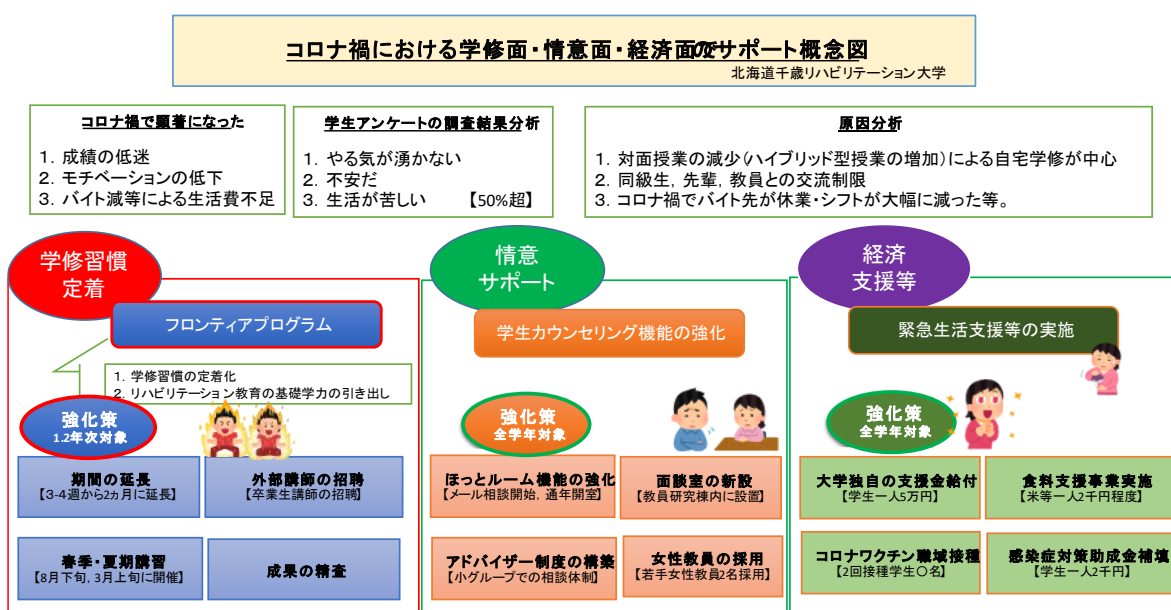 コロナ禍における学修面・情意面・経済面のサポート概念図
北海道千歳リハビリテーション大学
コロナ禍で顕著になった
1. 成績の低迷
2. モチベーションの低下
3. バイト減等による生活費不足
学生アンケートの調査結果分析
1. やる気が湧かない
2. 不安だ
3. 生活が苦しい 【50%超】
原因分析
1. 対面授業の減少(ハイブリッド型授業の増加)による自宅学修が中心
2. 同級生, 先輩, 教員との交流制限
3. コロナ禍でバイト先が休業・シフトが大幅に減った等。
学修習慣
定着
フロンティアプログラム
1. 学修習慣の定着化
2. リハビリテーション教育の基礎学力の引き出し
強化策
1.2年次対象
期間の延長
【3-4週から2ヵ月に延長】
外部講師の招聘
【卒業生講師の招聘】
春季・夏期講習
【8月下旬, 3月上旬に開催】
成果の精査
情意
サポート
学生カウンセリング機能の強化
強化策
全学年対象
ほっとルーム機能の強化
【メール相談開始, 通年開室】
面談室の新設
【教員研究棟内に設置】
アドバイザー制度の構築
【小グループでの相談体制】
女性教員の採用
【若手女性教員2名採用】
経済
支援等
緊急生活支援等の実施
強化策
全学年対象
大学独自の支援金給付
【学生一人5万円】
食料支援事業実施
【米等一人2千円程度】
コロナワクチン職域接種
【2回接種学生〇名】
感染症対策助成金補填
【学生一人2千円】